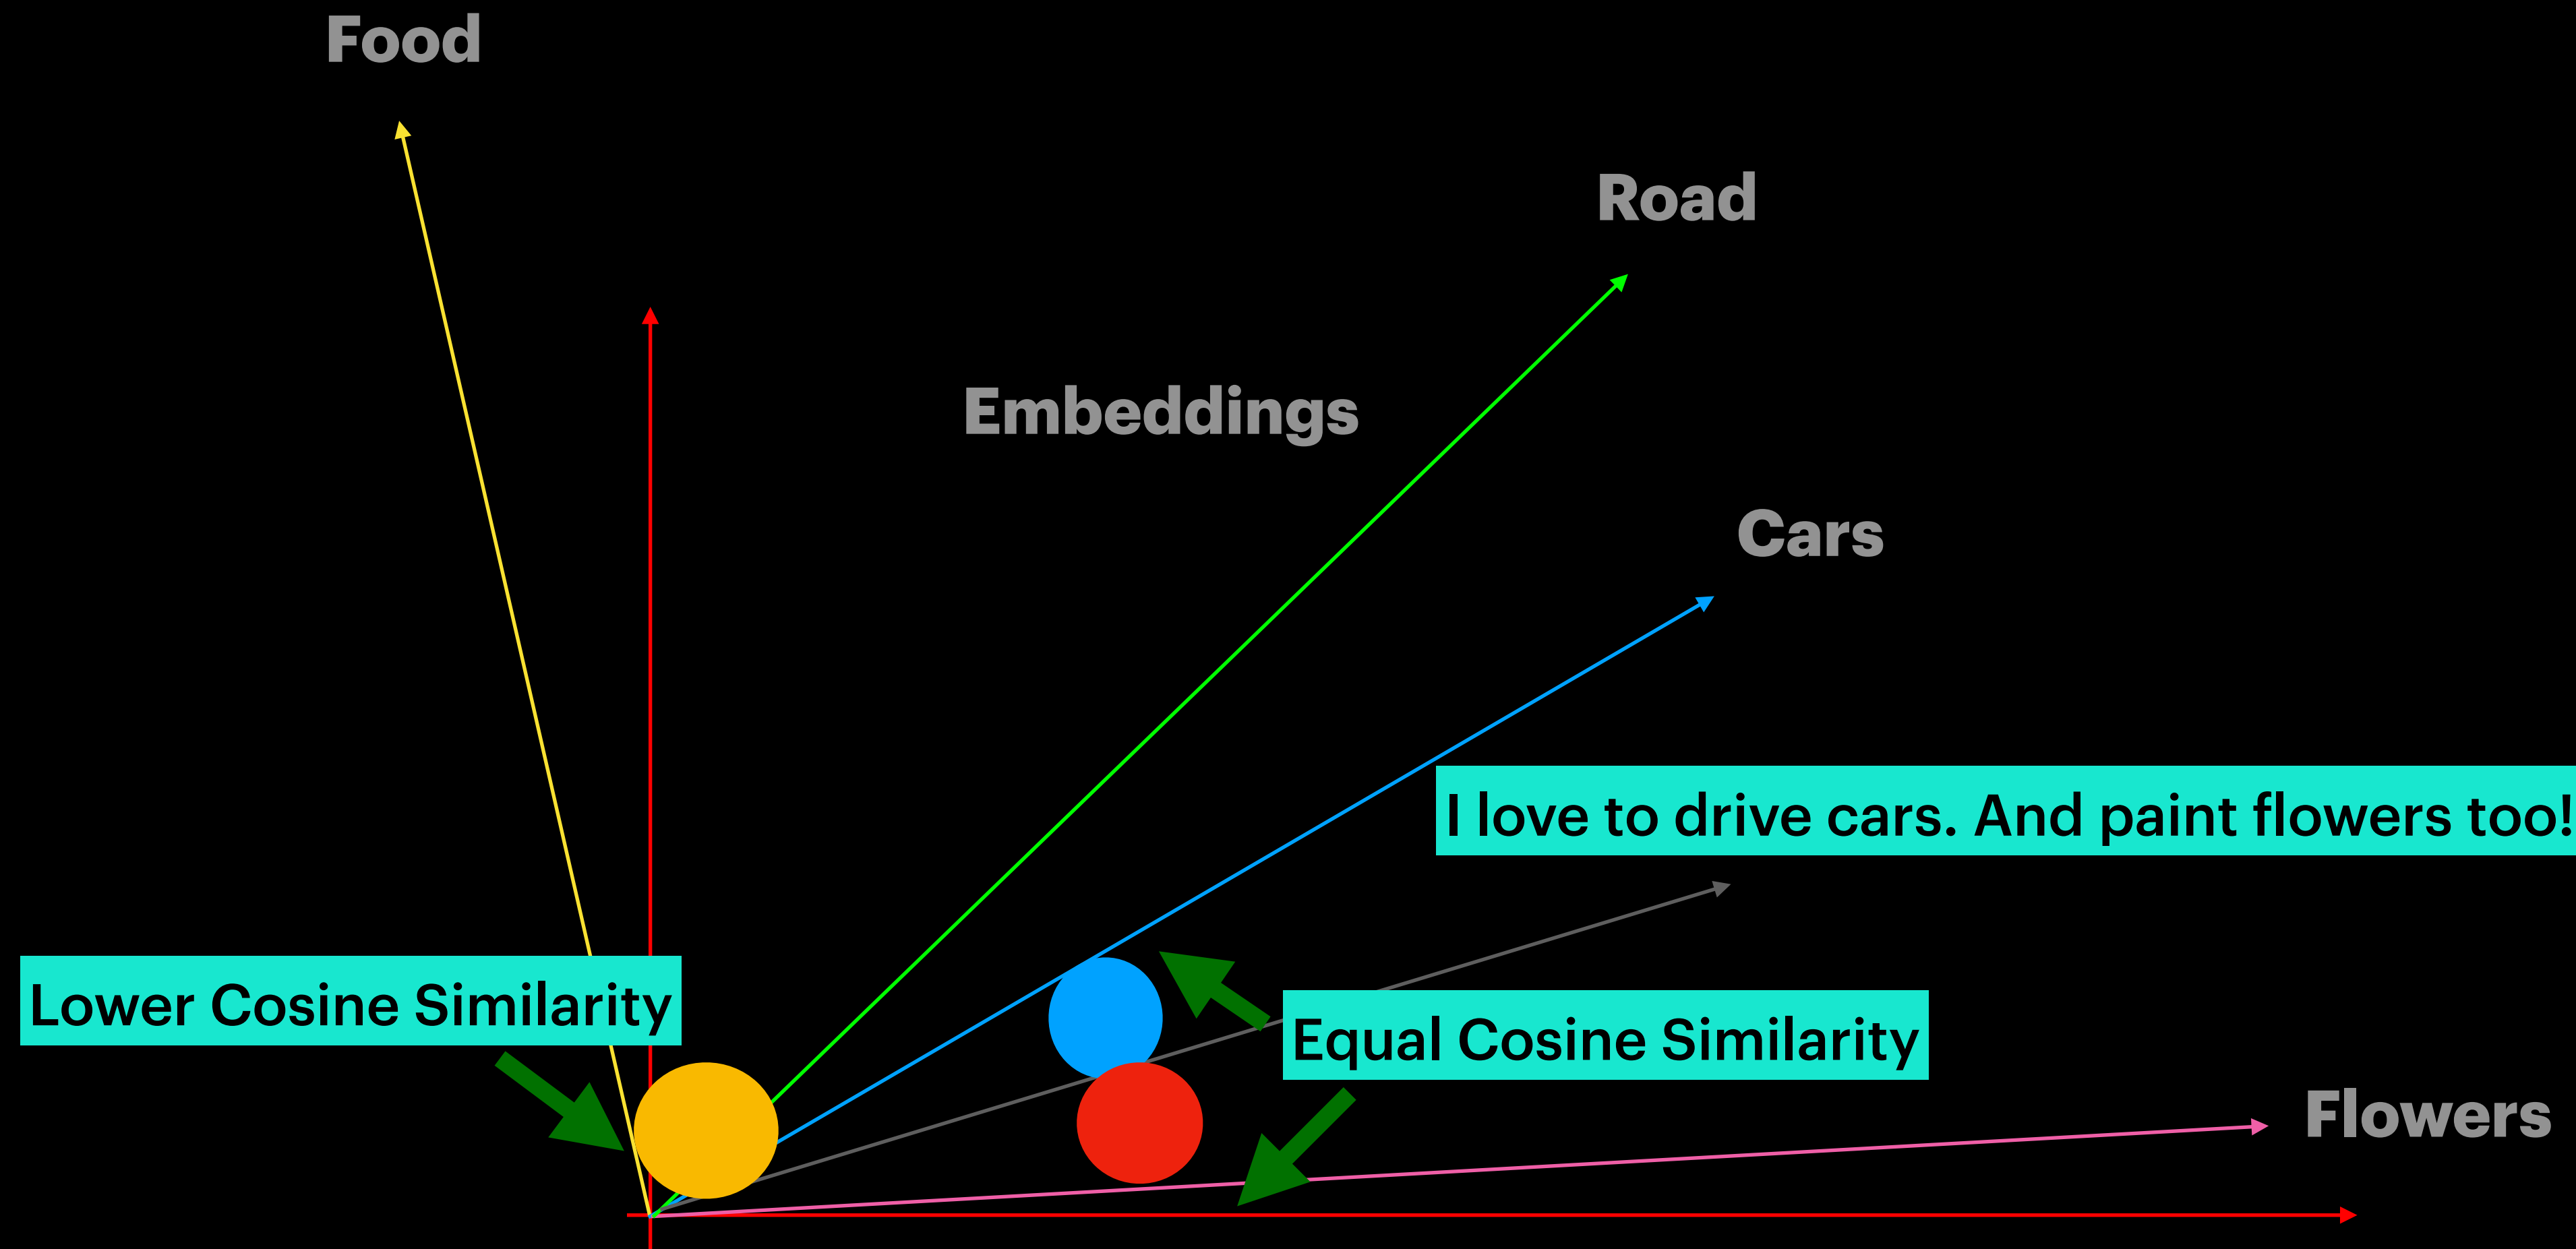 Food
Road
Embeddings
Cars
I love to drive cars. And paint flowers too!
Lower Cosine Similarity
Equal Cosine Similarity
Flowers